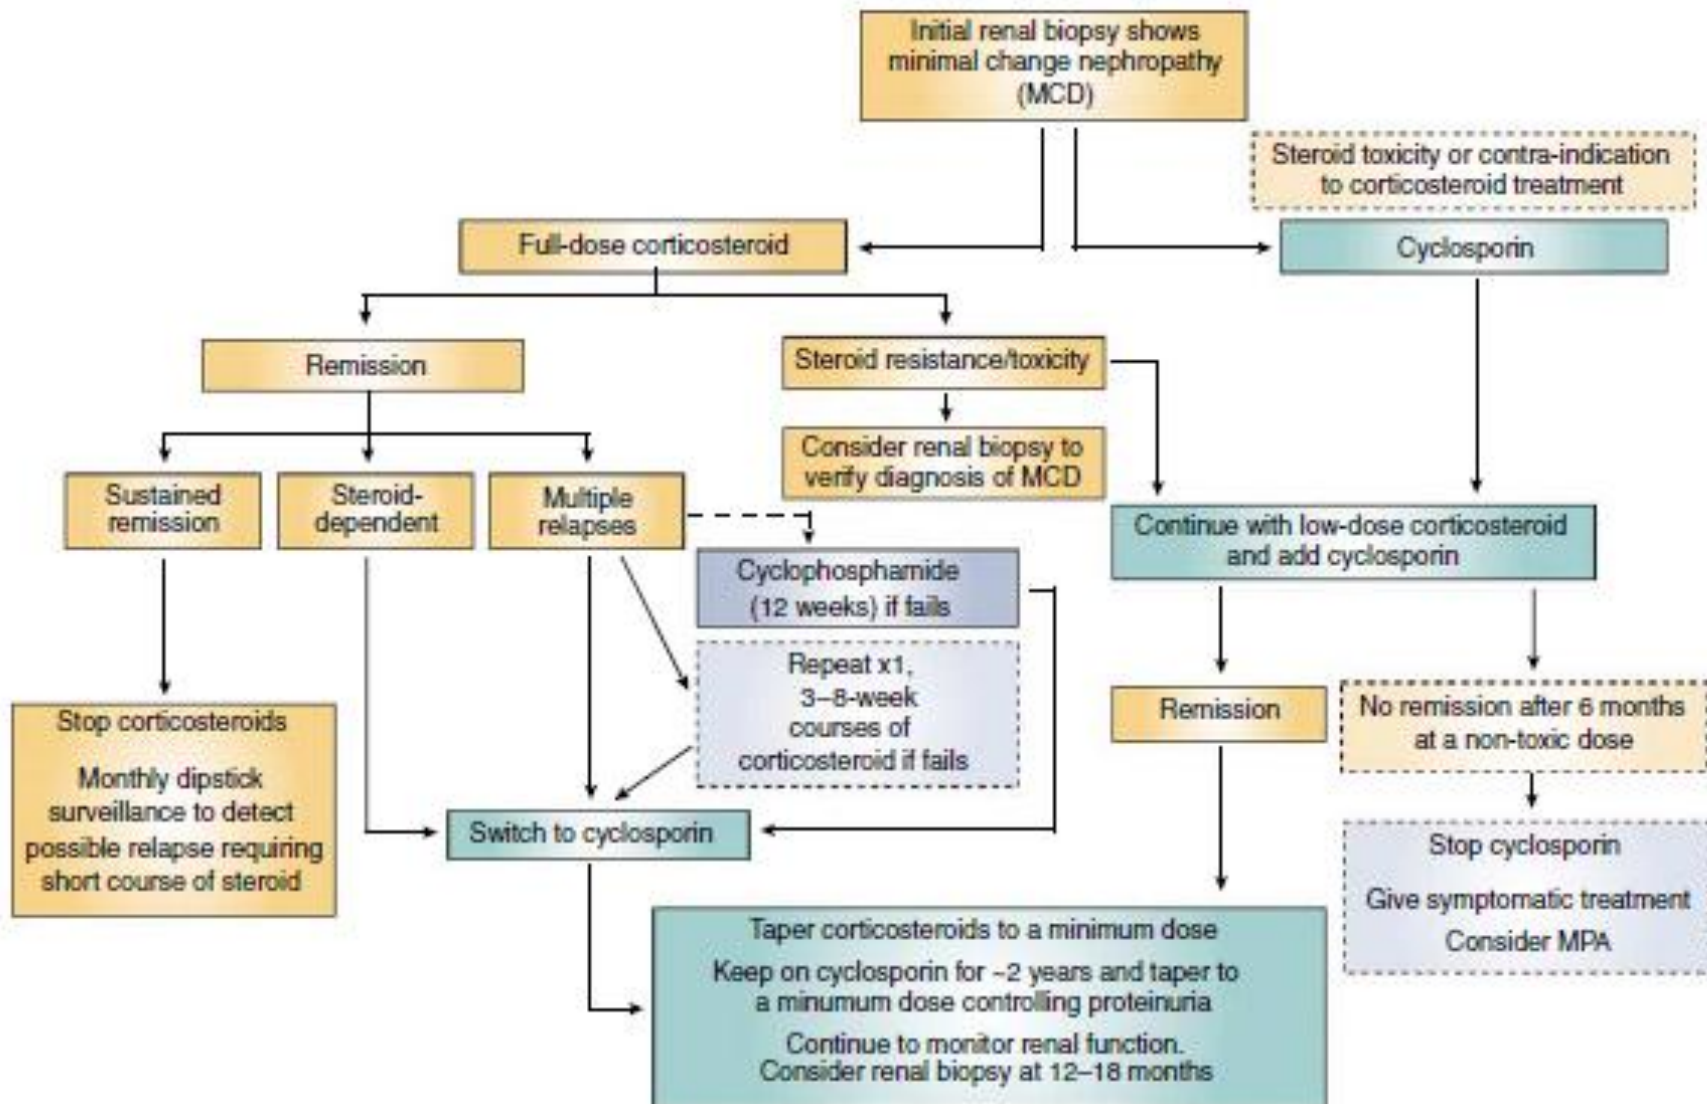 Initial renal biopsy shows
minimal change nephropathy
(MCD)
Steroid toxicity or contra-indication
to corticosteroid treatment
Full-dose corticosteroid
Cyclosporin
Remission
Steroid resistance/toxicity
Consider renal biopsy to
verify diagnosis of MCD
Sustained
remission
Steroid-
dependent
Multiple
relapses
Continue with low-dose corticosteroid
and add cyclosporin
Cyclophosphamide
(12 weeks) if fails
Repeat x1,
3–8-week
courses of
corticosteroid if fails
Remission
No remission after 6 months
at a non-toxic dose
Stop corticosteroids
Monthly dipstick
surveillance to detect
possible relapse requiring
short course of steroid
Switch to cyclosporin
Stop cyclosporin
Give symptomatic treatment
Consider MPA
Taper corticosteroids to a minimum dose
Keep on cyclosporin for ~2 years and taper to
a minumum dose controlling proteinuria
Continue to monitor renal function.
Consider renal biopsy at 12–18 months